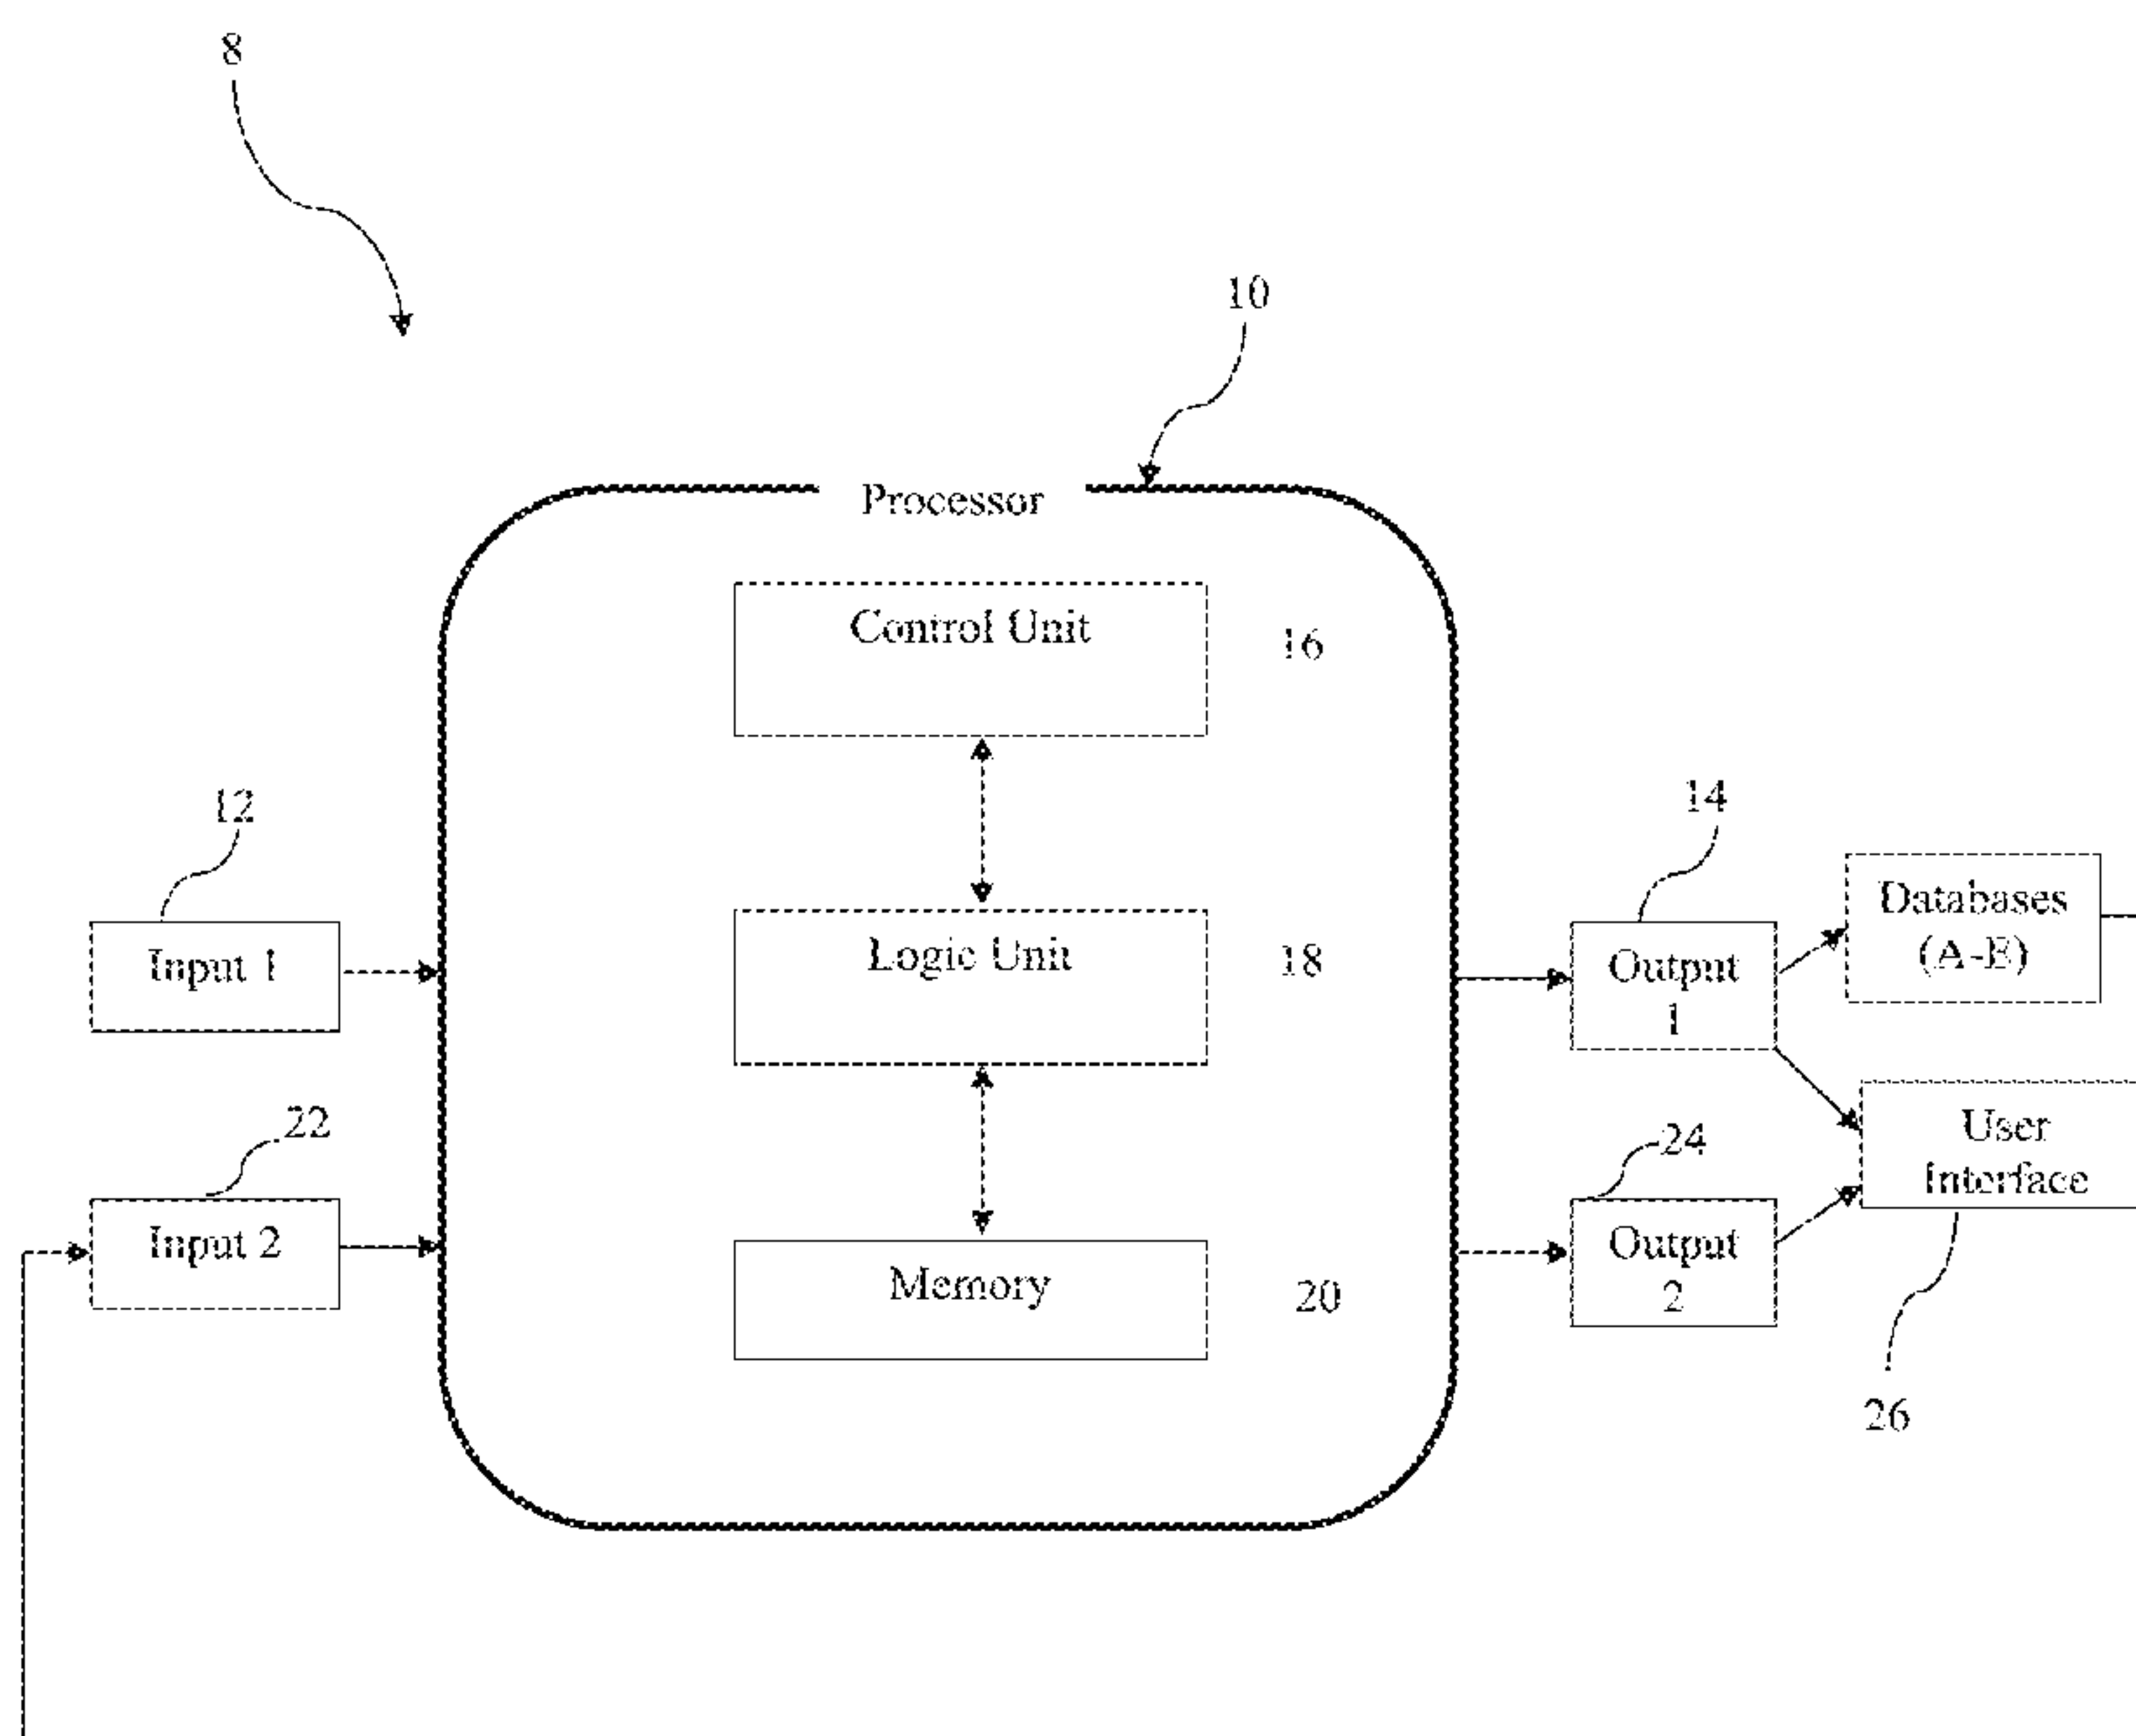 8
10
Processor
Control Unit
16
12
14
Input 1
Logic Unit
18
Output
1
Databases
(A-E)
22
24
User
Interface
Input 2
Memory
20
Output
2
26